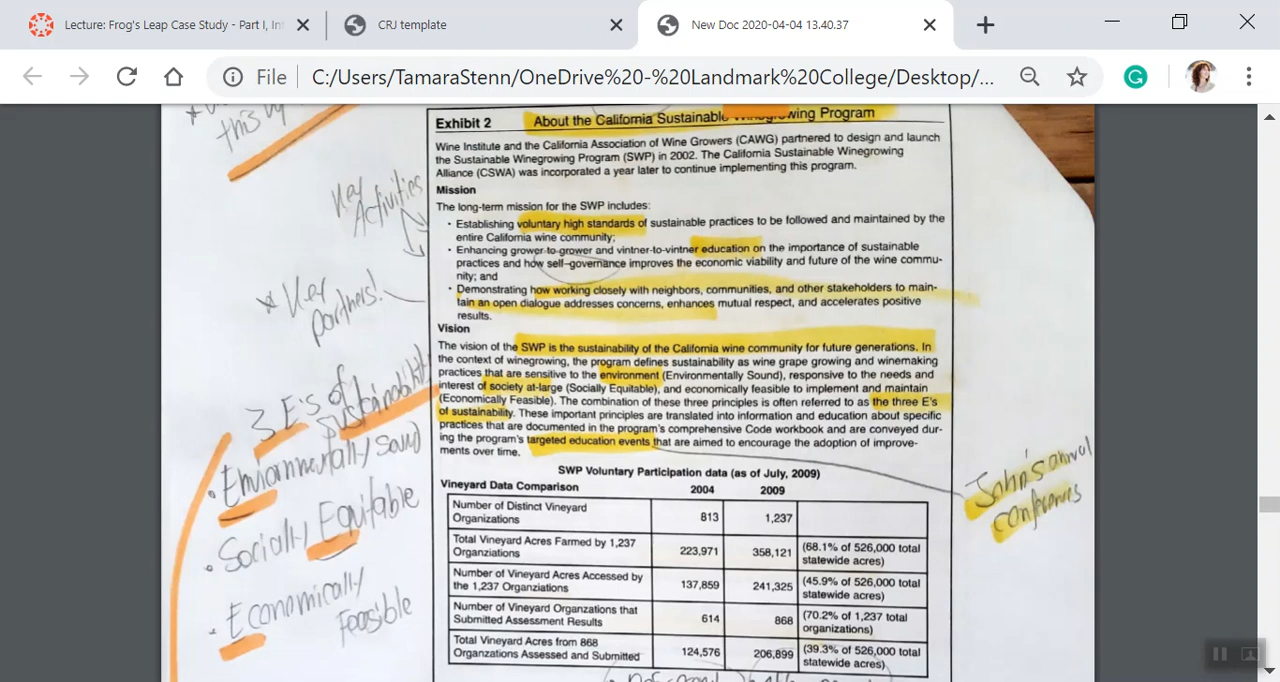 Lecture: Frog's Leap Case Study - Part I, Int
CRJ template
New Doc 2020-04-04 13.40.37
File C:/Users/TamaraStenn/OneDrive%20-%20Landmark%20College/Desktop/...
this
Key
Activities
* Key
partners!
3 E's of
Sustainability
• Environmentally Sound
• Socially Equitable
• Economically
Feasible
Exhibit 2 About the California Sustainable Winegrowing Program
Wine Institute and the California Association of Wine Growers (CAWG) partnered to design and launch
the Sustainable Winegrowing Program (SWP) in 2002. The California Sustainable Winegrowing
Alliance (CSWA) was incorporated a year later to continue implementing this program.
Mission
The long-term mission for the SWP includes:
• Establishing voluntary high standards of sustainable practices to be followed and maintained by the
entire California wine community;
• Enhancing grower-to-grower and vintner-to-vintner education on the importance of sustainable
practices and how self-governance improves the economic viability and future of the wine commu-
nity; and
• Demonstrating how working closely with neighbors, communities, and other stakeholders to main-
tain an open dialogue addresses concerns, enhances mutual respect, and accelerates positive
results.
Vision
The vision of the SWP is the sustainability of the California wine community for future generations. In
the context of winegrowing, the program defines sustainability as wine grape growing and winemaking
practices that are sensitive to the environment (Environmentally Sound), responsive to the needs and
interest of society at-large (Socially Equitable), and economically feasible to implement and maintain
(Economically Feasible). The combination of these three principles is often referred to as the three E's
of sustainability. These important principles are translated into information and education about specific
practices that are documented in the program's comprehensive Code workbook and are conveyed dur-
ing the program's targeted education events that are aimed to encourage the adoption of improve-
ments over time.
John's annual
conferences
SWP Voluntary Participation data (as of July, 2009)
Vineyard Data Comparison 2004 2009
Number of Distinct Vineyard
Organizations 813 1,237
Total Vineyard Acres Farmed by 1,237
Organziations 223,971 358,121 (68.1% of 526,000 total
statewide acres)
Number of Vineyard Acres Accessed by
the 1,237 Organziations 137,859 241,325 (45.9% of 526,000 total
statewide acres)
Number of Vineyard Organzations that
Submitted Assessment Results 614 868 (70.2% of 1,237 total
organizations)
Total Vineyard Acres from 868
Organzations Assessed and Submitted 124,576 206,899 (39.3% of 526,000 total
statewide acres)